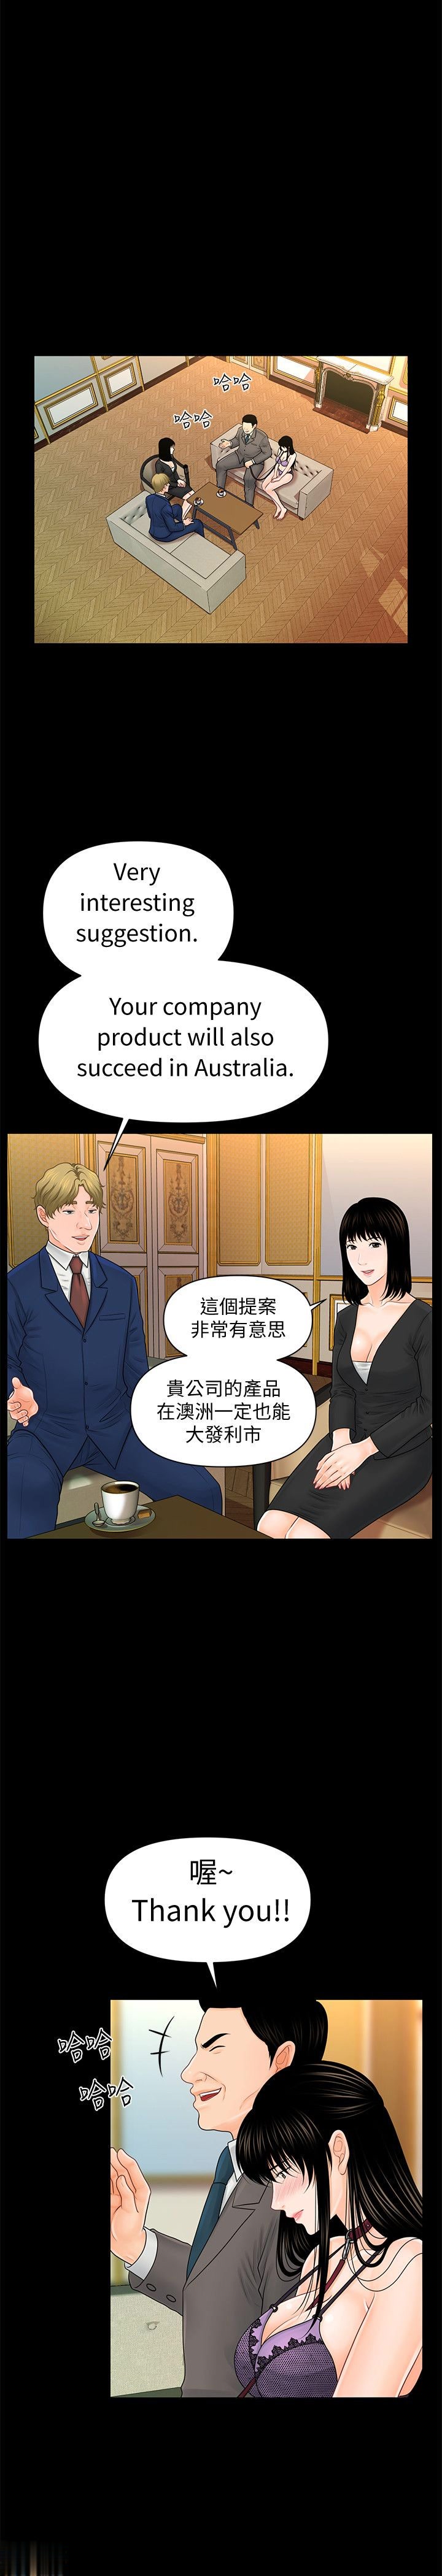 哈哈
哈哈
Very
interesting
suggestion.
Your company
product will also
succeed in Australia.
這個提案
非常有意思
貴公司的產品
在澳洲一定也能
大發利市
喔~
Thank you!!
哈哈
哈哈